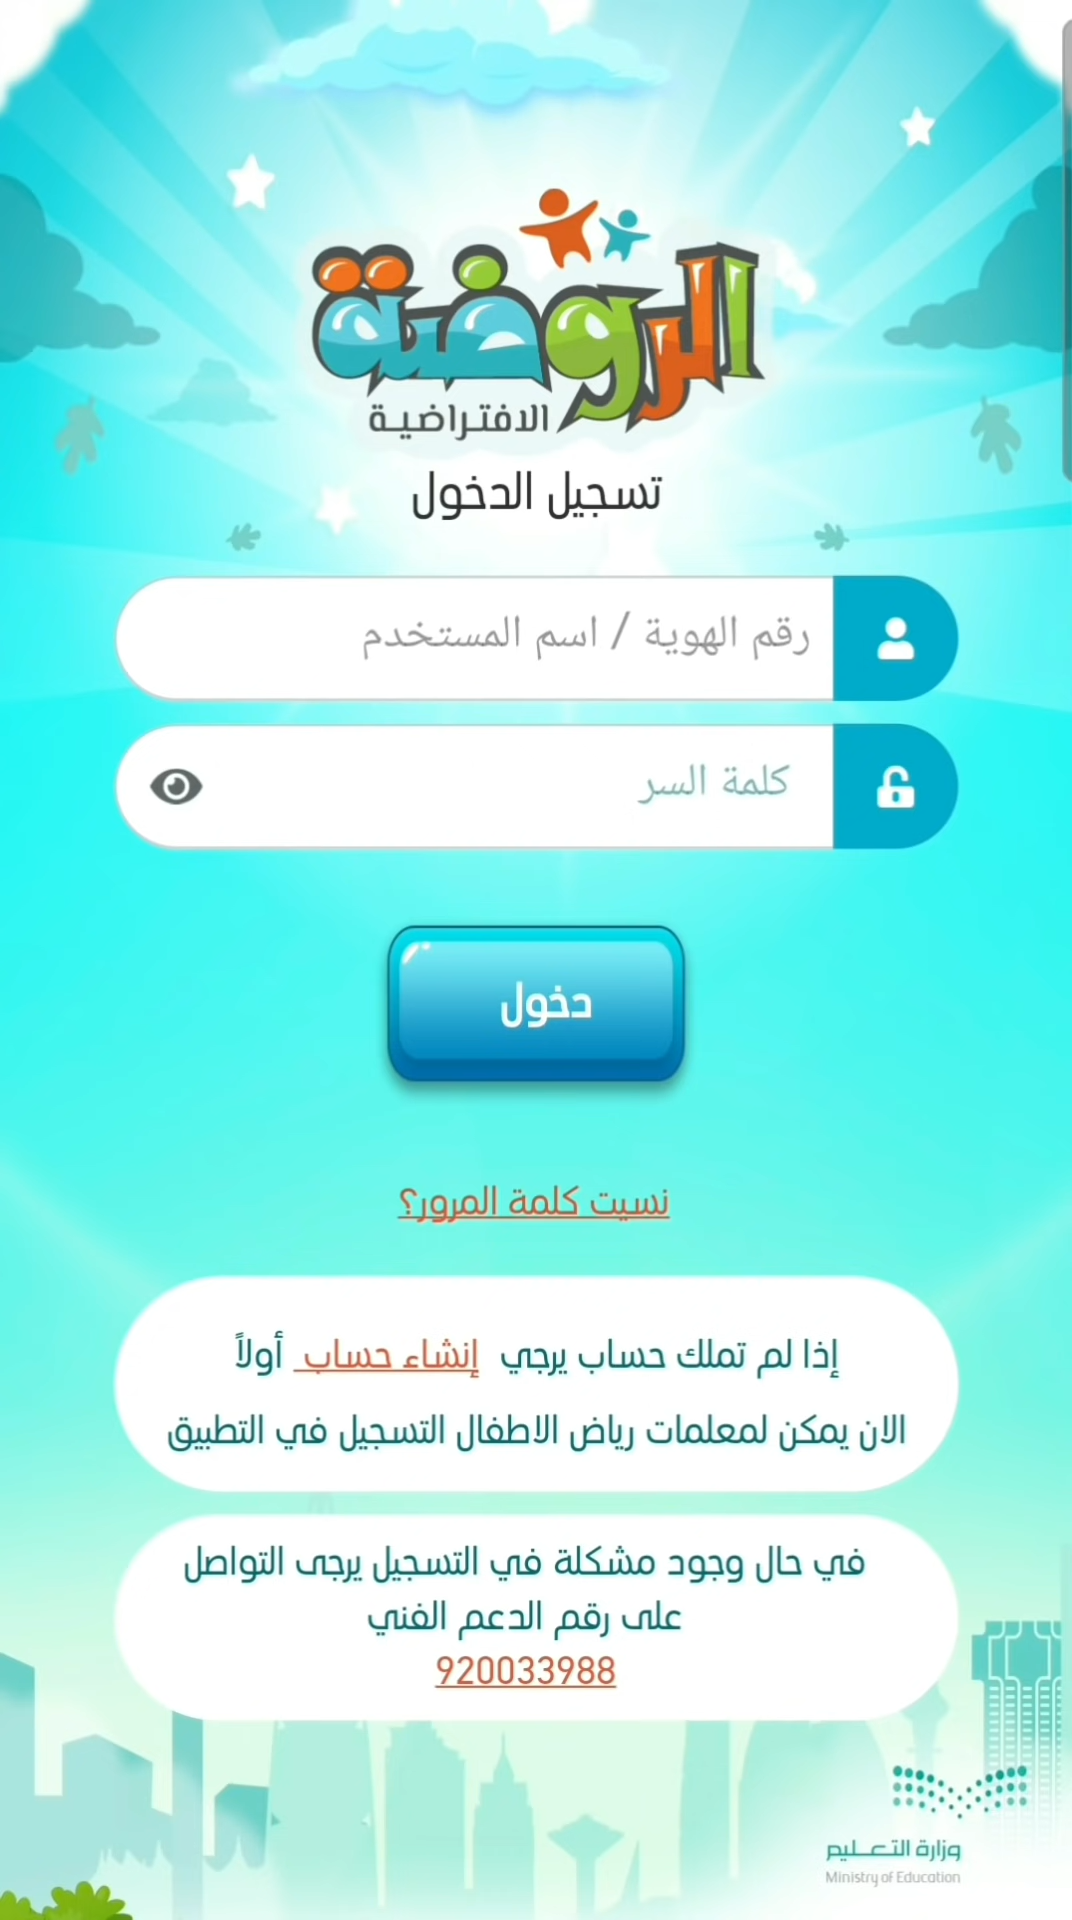 الروضة
الافتراضية
تسجيل الدخول
رقم الهوية / اسم المستخدم
كلمة السر
دخول
نسيت كلمة المرور؟
إذا لم تملك حساب يرجي إنشاء حساب أولاً
الان يمكن لمعلمات رياض الاطفال التسجيل في التطبيق
في حال وجود مشكلة في التسجيل يرجى التواصل
على رقم الدعم الفني
920033988
وزارة التعليم
Ministry of Education